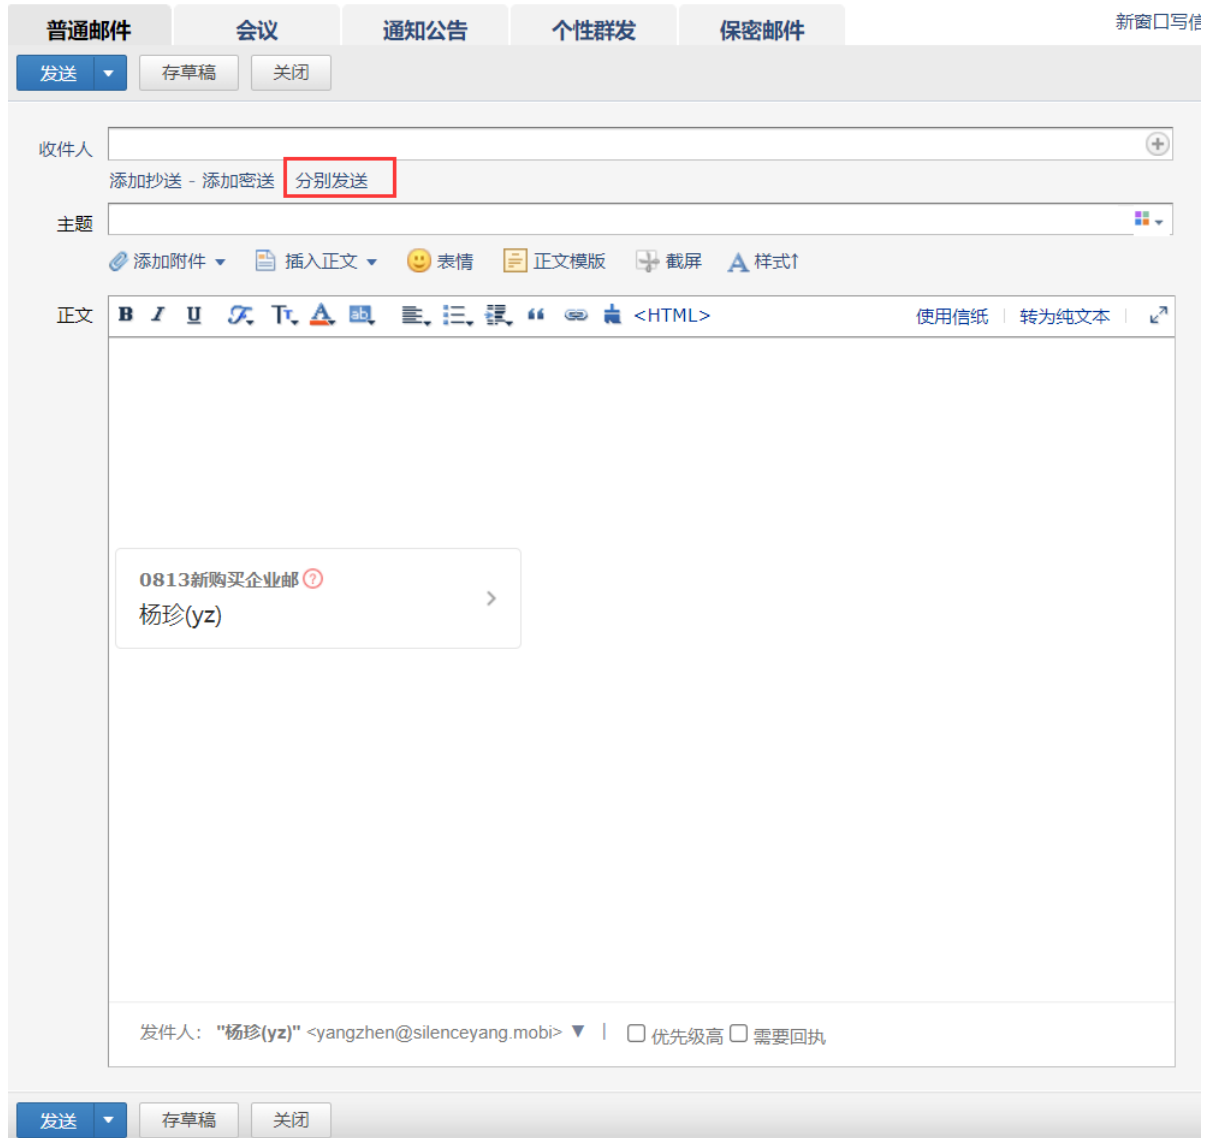 普通邮件 会议 通知公告 个性群发 保密邮件 新窗口写信
发送 存草稿 关闭
收件人
添加抄送 - 添加密送 分别发送
主题
添加附件 插入正文 表情 正文模版 截屏 样式↑
正文 B I U <HTML> 使用信纸 转为纯文本
0813新购买企业邮
杨珍(yz)
发件人： "杨珍(yz)" <yangzhen@silenceyang.mobi> 优先级高 需要回执
发送 存草稿 关闭